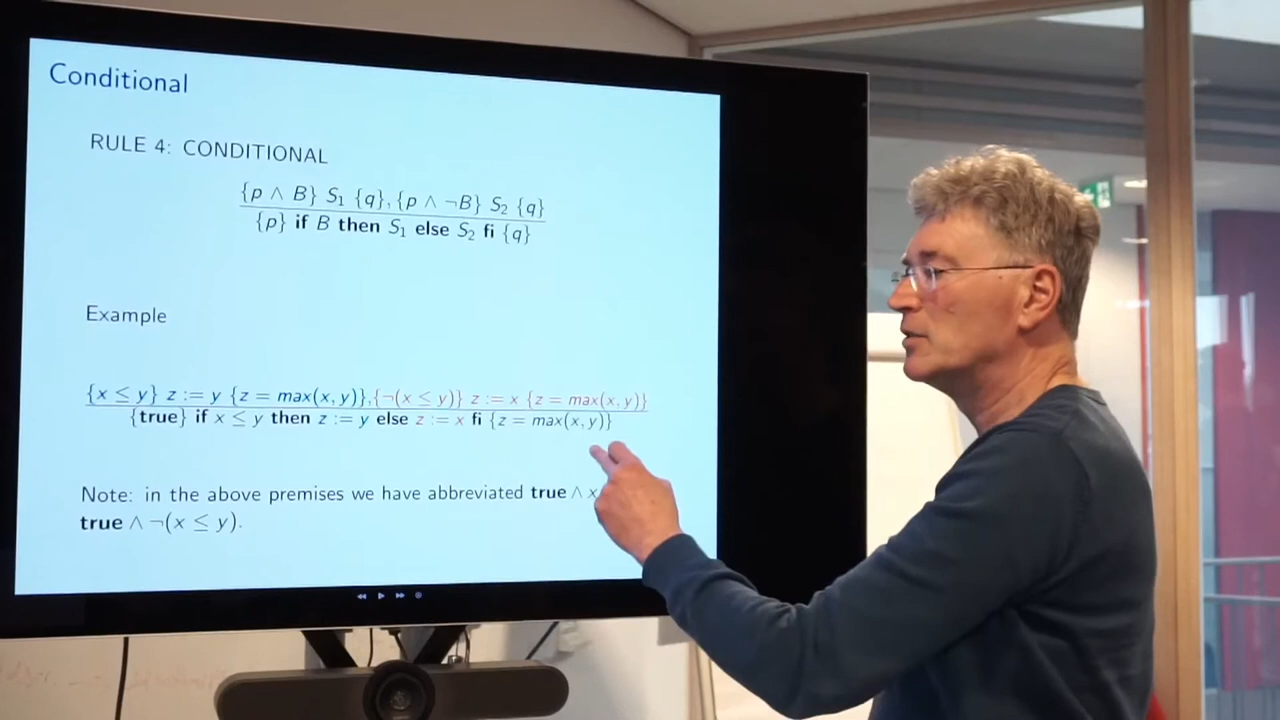 Conditional
RULE 4: CONDITIONAL
{p ∧ B} S₁ {q}, {p ∧ ¬B} S₂ {q}
{p} if B then S₁ else S₂ fi {q}
Example
{x ≤ y} z := y {z = max(x, y)},{¬(x ≤ y)} z := x {z = max(x, y)}
{true} if x ≤ y then z := y else z := x fi {z = max(x, y)}
Note: in the above premises we have abbreviated true ∧ x
true ∧ ¬(x ≤ y).